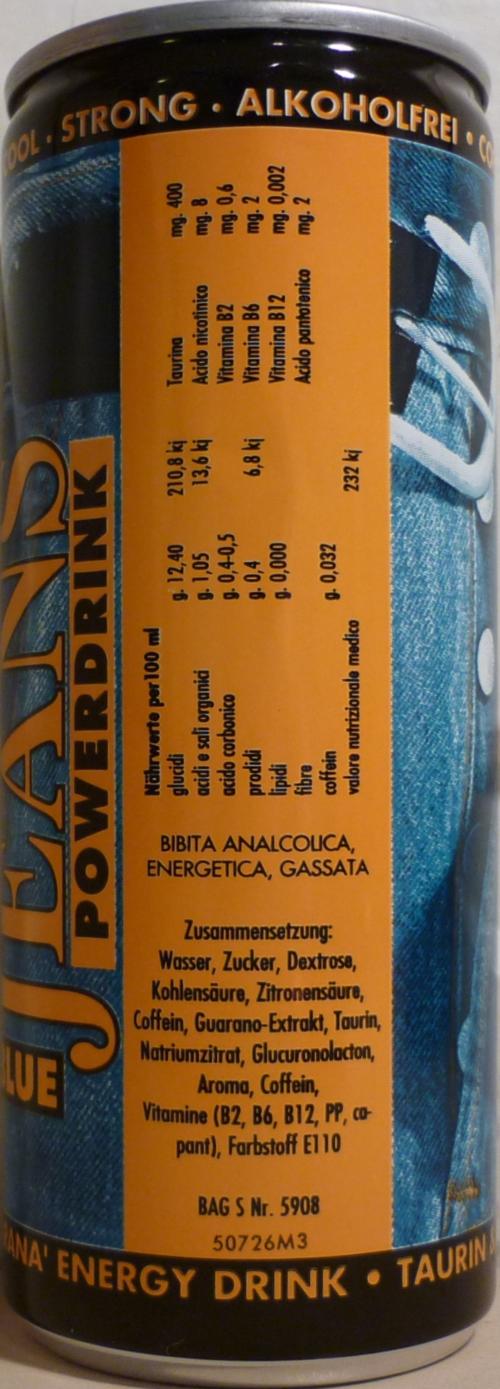 STRONG · ALKOHOLFREI ·
BLUE
JEANS
POWERDRINK
Nährwerte per 100 ml
glucidi g. 12,40 210,8 kj Taurina mg. 400
acidi e sali organici g. 1,05 13,6 kj Acido nicotinico mg. 8
acido carbonico g. 0,4-0,5 Vitamina B2 mg. 0,6
prodidi g. 0,4 6,8 kj Vitamina B6 mg. 2
lipidi g. 0,000 Vitamina B12 mg. 0,002
fibre Acido pantotenico mg. 2
coffein g. 0,032
valore nutrizionale medico 232 kj
BIBITA ANALCOLICA,
ENERGETICA, GASSATA
Zusammensetzung:
Wasser, Zucker, Dextrose,
Kohlensäure, Zitronensäure,
Coffein, Guarano-Extrakt, Taurin,
Natriumzitrat, Glucuronolacton,
Aroma, Coffein,
Vitamine (B2, B6, B12, PP, ca-
pant), Farbstoff E110
BAG S Nr. 5908
50726M3
ENERGY DRINK • TAURIN